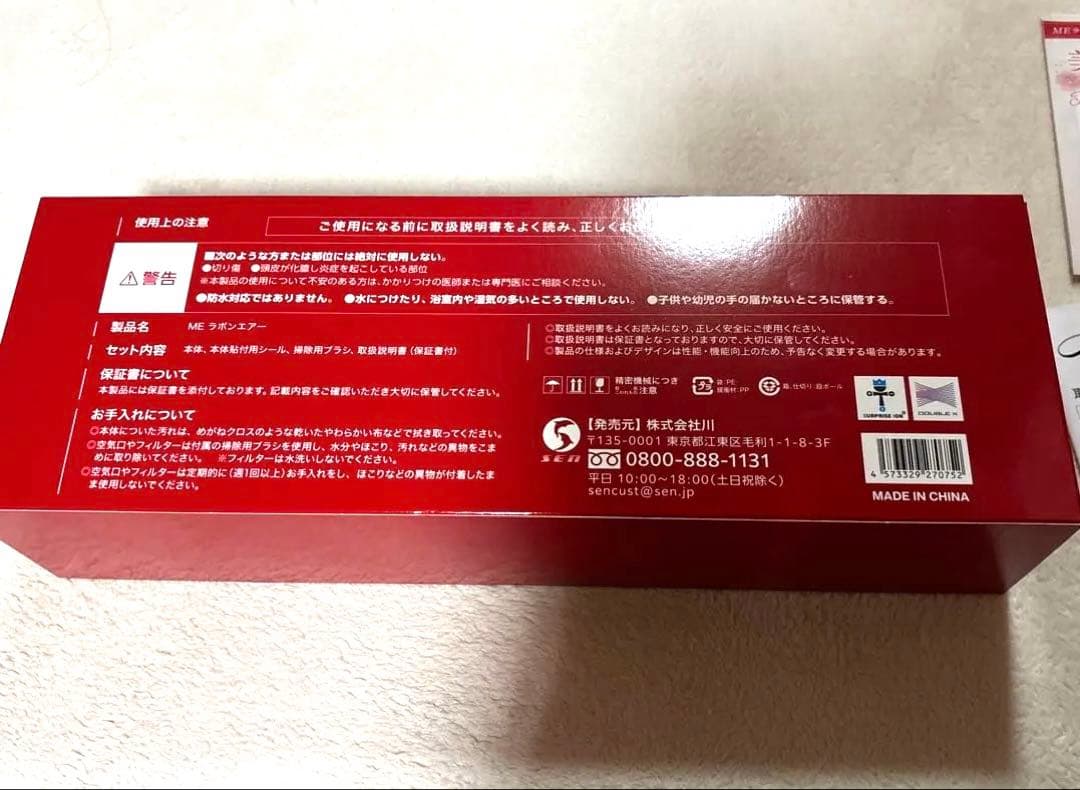 使用上の注意
ご使用になる前に取扱説明書をよく読み、正しくお
警告
■次のような方または部位には絶対に使用しない。
●切り傷 ●頭皮が化膿し炎症を起こしている部位
※本製品の使用について不安のある方は、かかりつけの医師または専門医にご相談ください。
●防水対応ではありません。 ●水につけたり、浴室内や湿気の多いところで使用しない。 ●子供や幼児の手の届かないところに保管する。
製品名 ME ラボンエアー
セット内容 本体、本体貼付用シール、掃除用ブラシ、取扱説明書（保証書付）
保証書について
本製品には保証書を添付しております。記載内容をご確認いただき大切に保管してください。
お手入れについて
◎本体についた汚れは、めがねクロスのような乾いたやわらかい布などで拭き取ってください。
◎空気口やフィルターは付属の掃除用ブラシを使用し、水分やほこり、汚れなどの異物をこま
めに取り除いてください。 ※フィルターは水洗いしないでください。
◎空気口やフィルターは定期的に（週1回以上）お手入れをし、ほこりなどの異物が付着したま
ま使用しないでください。
◎取扱説明書をよくお読みになり、正しく安全にご使用ください。
◎取扱説明書は保証書となっておりますので、大切に保管してください。
◎製品の仕様およびデザインは性能・機能向上のため、予告なく変更する場合があります。
精密機械につき
注意
プラ
袋:PE
緩衝材:PP
紙
箱、仕切り:段ボール
SURPRISE ION
DOUBLE X
SEN
【発売元】株式会社川
〒135-0001 東京都江東区毛利1-1-8-3F
0800-888-1131
平日 10:00〜18:00（土日祝除く）
sencust@sen.jp
4 573329 270752
MADE IN CHINA
ME